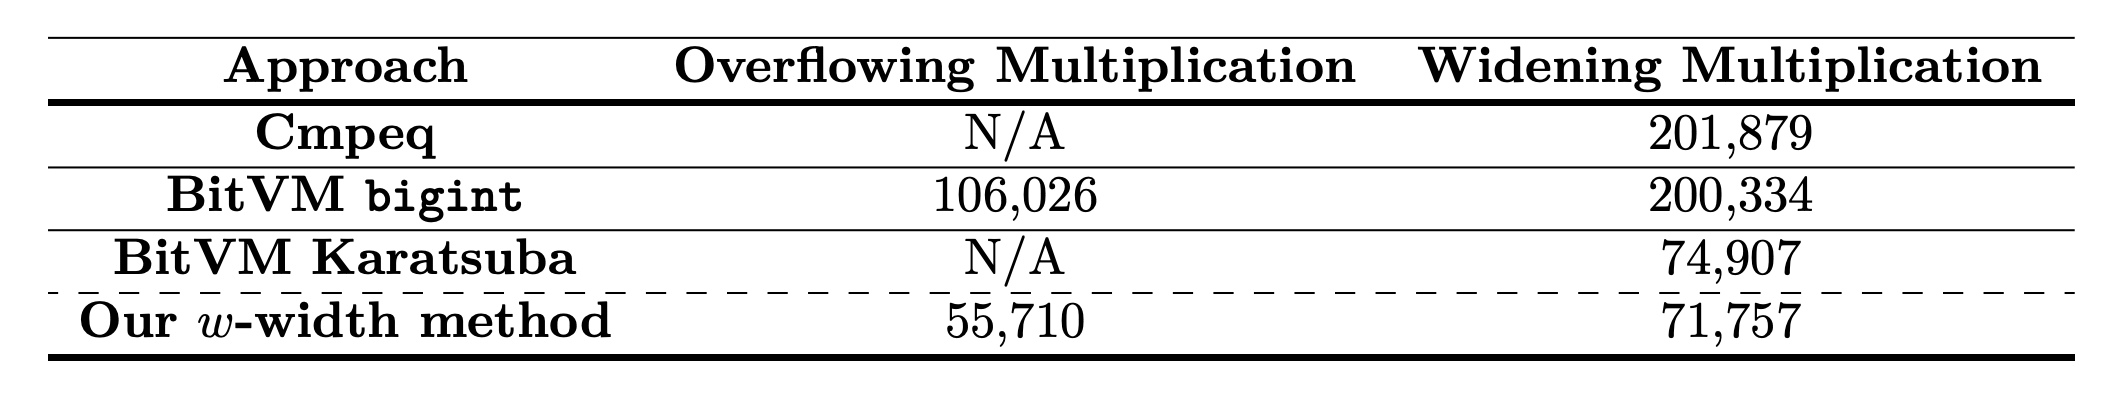 Approach Overflowing Multiplication Widening Multiplication
Cmpeq N/A 201,879
BitVM bigint 106,026 200,334
BitVM Karatsuba N/A 74,907
Our w-width method 55,710 71,757